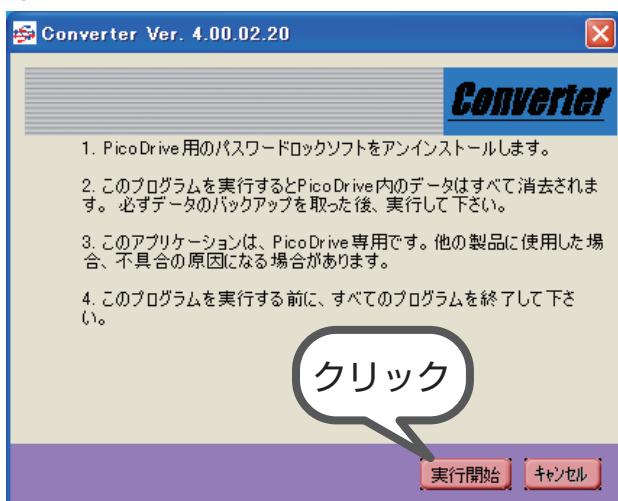 Converter Ver. 4.00.02.20
Converter
1. PicoDrive用のパスワードロックソフトをアンインストールします。
2. このプログラムを実行するとPicoDrive内のデータはすべて消去されま
す。必ずデータのバックアップを取った後、実行して下さい。
3. このアプリケーションは、PicoDrive専用です。他の製品に使用した場
合、不具合の原因になる場合があります。
4. このプログラムを実行する前に、すべてのプログラムを終了して下さ
い。
クリック
実行開始
キャンセル